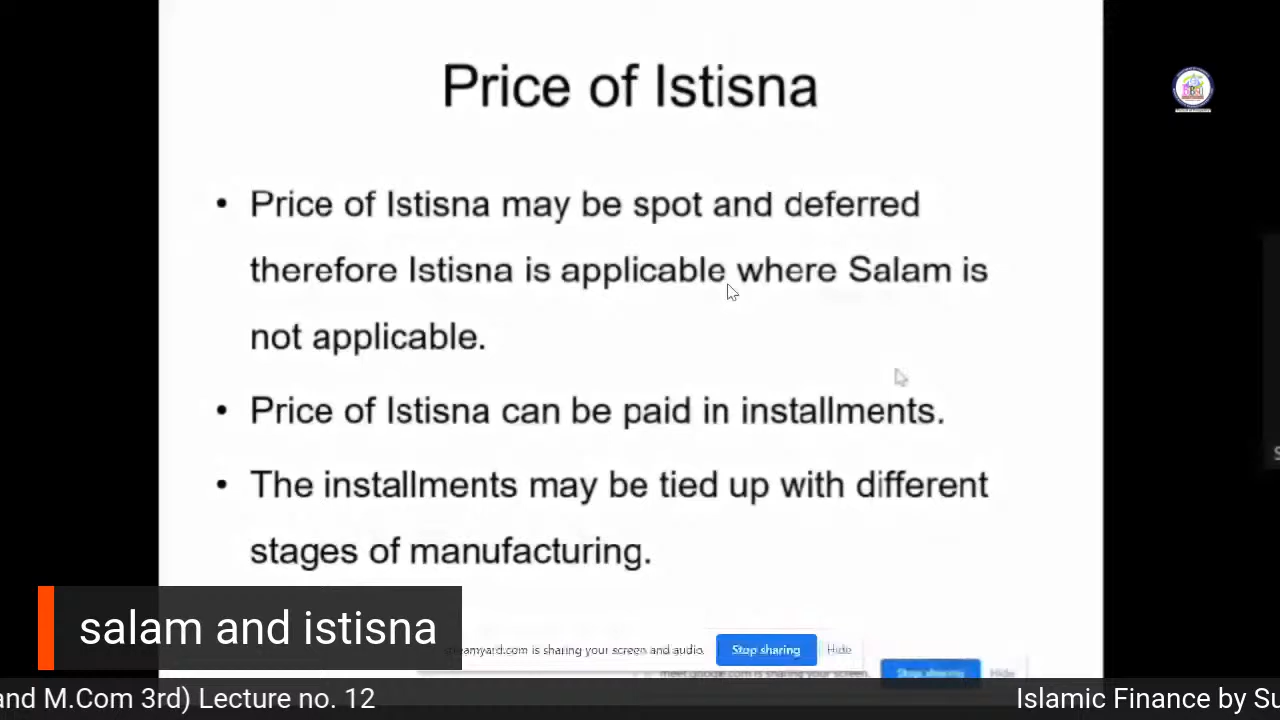 Price of Istisna
• Price of Istisna may be spot and deferred
therefore Istisna is applicable where Salam is
not applicable.
• Price of Istisna can be paid in installments.
• The installments may be tied up with different
stages of manufacturing.
salam and istisna
is sharing your screen and audio.
Stop sharing
Hide
meet.google.com is sharing your screen.
Stop sharing
Hide
and M.Com 3rd) Lecture no. 12
Islamic Finance by Su